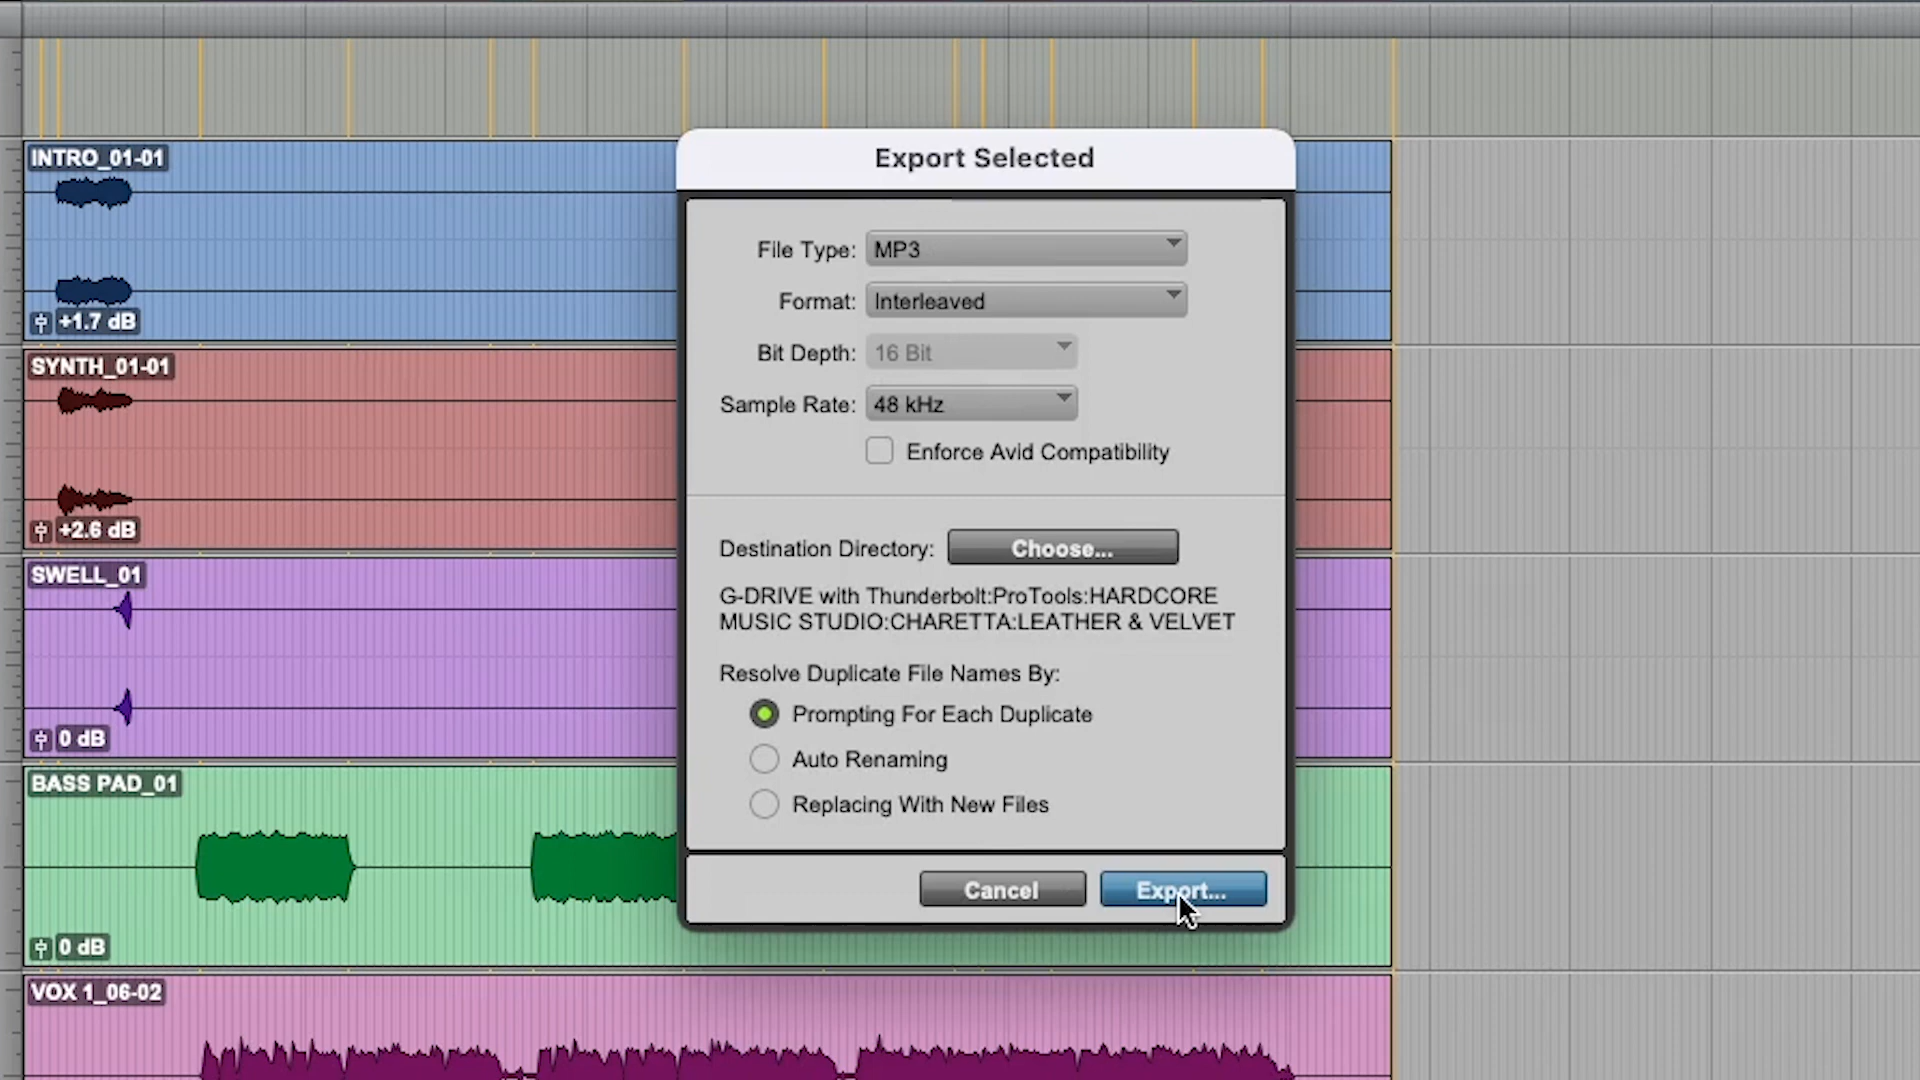 Export Selected
INTRO_01-01
+1.7 dB
SYNTH_01-01
+2.6 dB
SWELL_01
0 dB
BASS PAD_01
0 dB
VOX 1_06-02
File Type: MP3
Format: Interleaved
Bit Depth: 16 Bit
Sample Rate: 48 kHz
Enforce Avid Compatibility
Destination Directory: Choose...
G-DRIVE with Thunderbolt:ProTools:HARDCORE
MUSIC STUDIO:CHARETTA:LEATHER & VELVET
Resolve Duplicate File Names By:
Prompting For Each Duplicate
Auto Renaming
Replacing With New Files
Cancel Export...